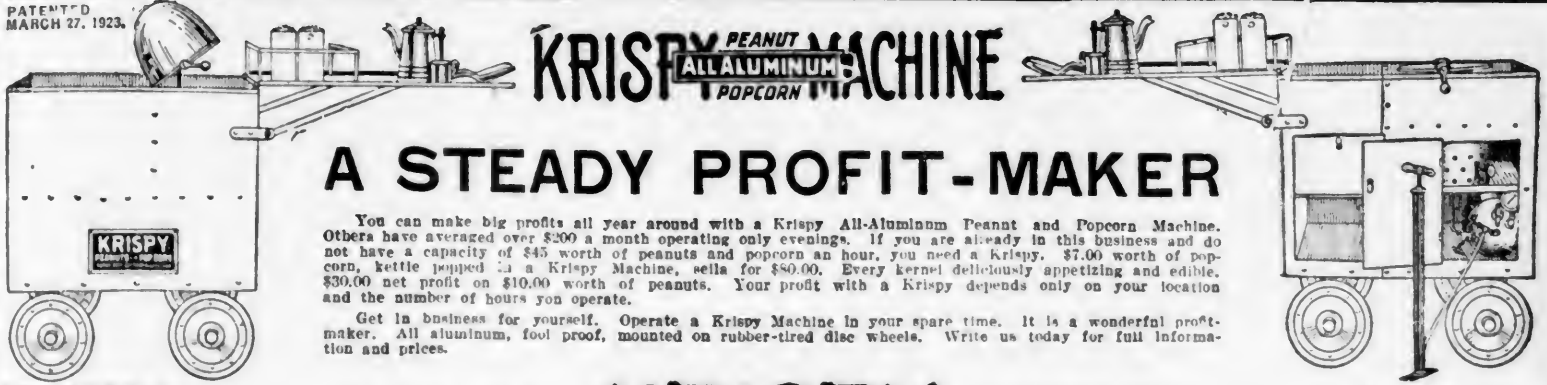 PATENTED
MARCH 27. 1923.
KRISPY PEANUT MACHINE
ALL ALUMINUM
POPCORN
A STEADY PROFIT-MAKER
You can make big profits all year around with a Krispy All-Aluminum Peanut and Popcorn Machine.
Others have averaged over $200 a month operating only evenings. If you are already in this business and do
not have a capacity of $45 worth of peanuts and popcorn an hour, you need a Krispy. $7.00 worth of pop-
corn, kettle popped in a Krispy Machine, sells for $80.00. Every kernel deliciously appetizing and edible.
$30.00 net profit on $10.00 worth of peanuts. Your profit with a Krispy depends only on your location
and the number of hours you operate.
Get in business for yourself. Operate a Krispy Machine in your spare time. It is a wonderful profit-
maker. All aluminum, fool proof, mounted on rubber-tired disc wheels. Write us today for full informa-
tion and prices.
KRISPY
PEANUTS - POPCORN